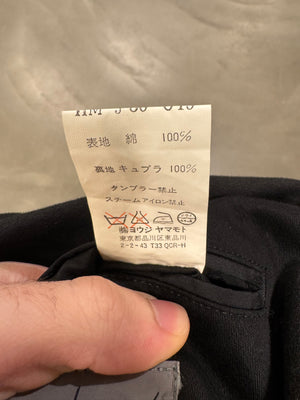 表地 綿 100%
裏地 キュプラ 100%
タンブラー禁止
スチームアイロン禁止
㈱ヨウジ ヤマモト
東京都品川区東品川
2-2-43 T33 QCR-H